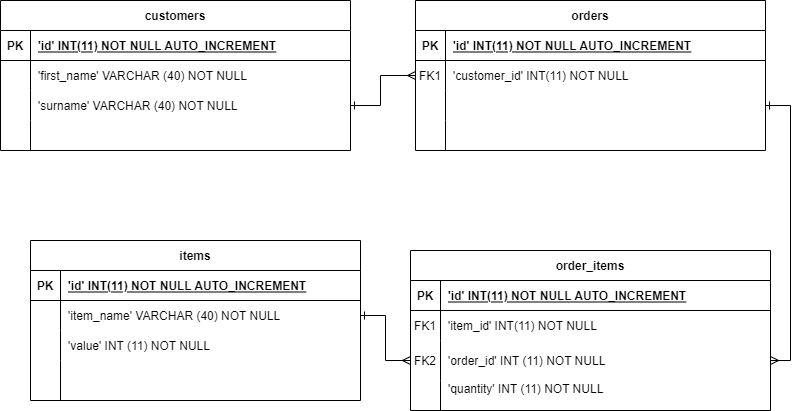 customers
PK 'id' INT(11) NOT NULL AUTO_INCREMENT
'first_name' VARCHAR (40) NOT NULL
'surname' VARCHAR (40) NOT NULL
orders
PK 'id' INT(11) NOT NULL AUTO_INCREMENT
FK1 'customer_id' INT(11) NOT NULL
items
PK 'id' INT(11) NOT NULL AUTO_INCREMENT
'item_name' VARCHAR (40) NOT NULL
'value' INT (11) NOT NULL
order_items
PK 'id' INT(11) NOT NULL AUTO_INCREMENT
FK1 'item_id' INT(11) NOT NULL
FK2 'order_id' INT (11) NOT NULL
'quantity' INT (11) NOT NULL